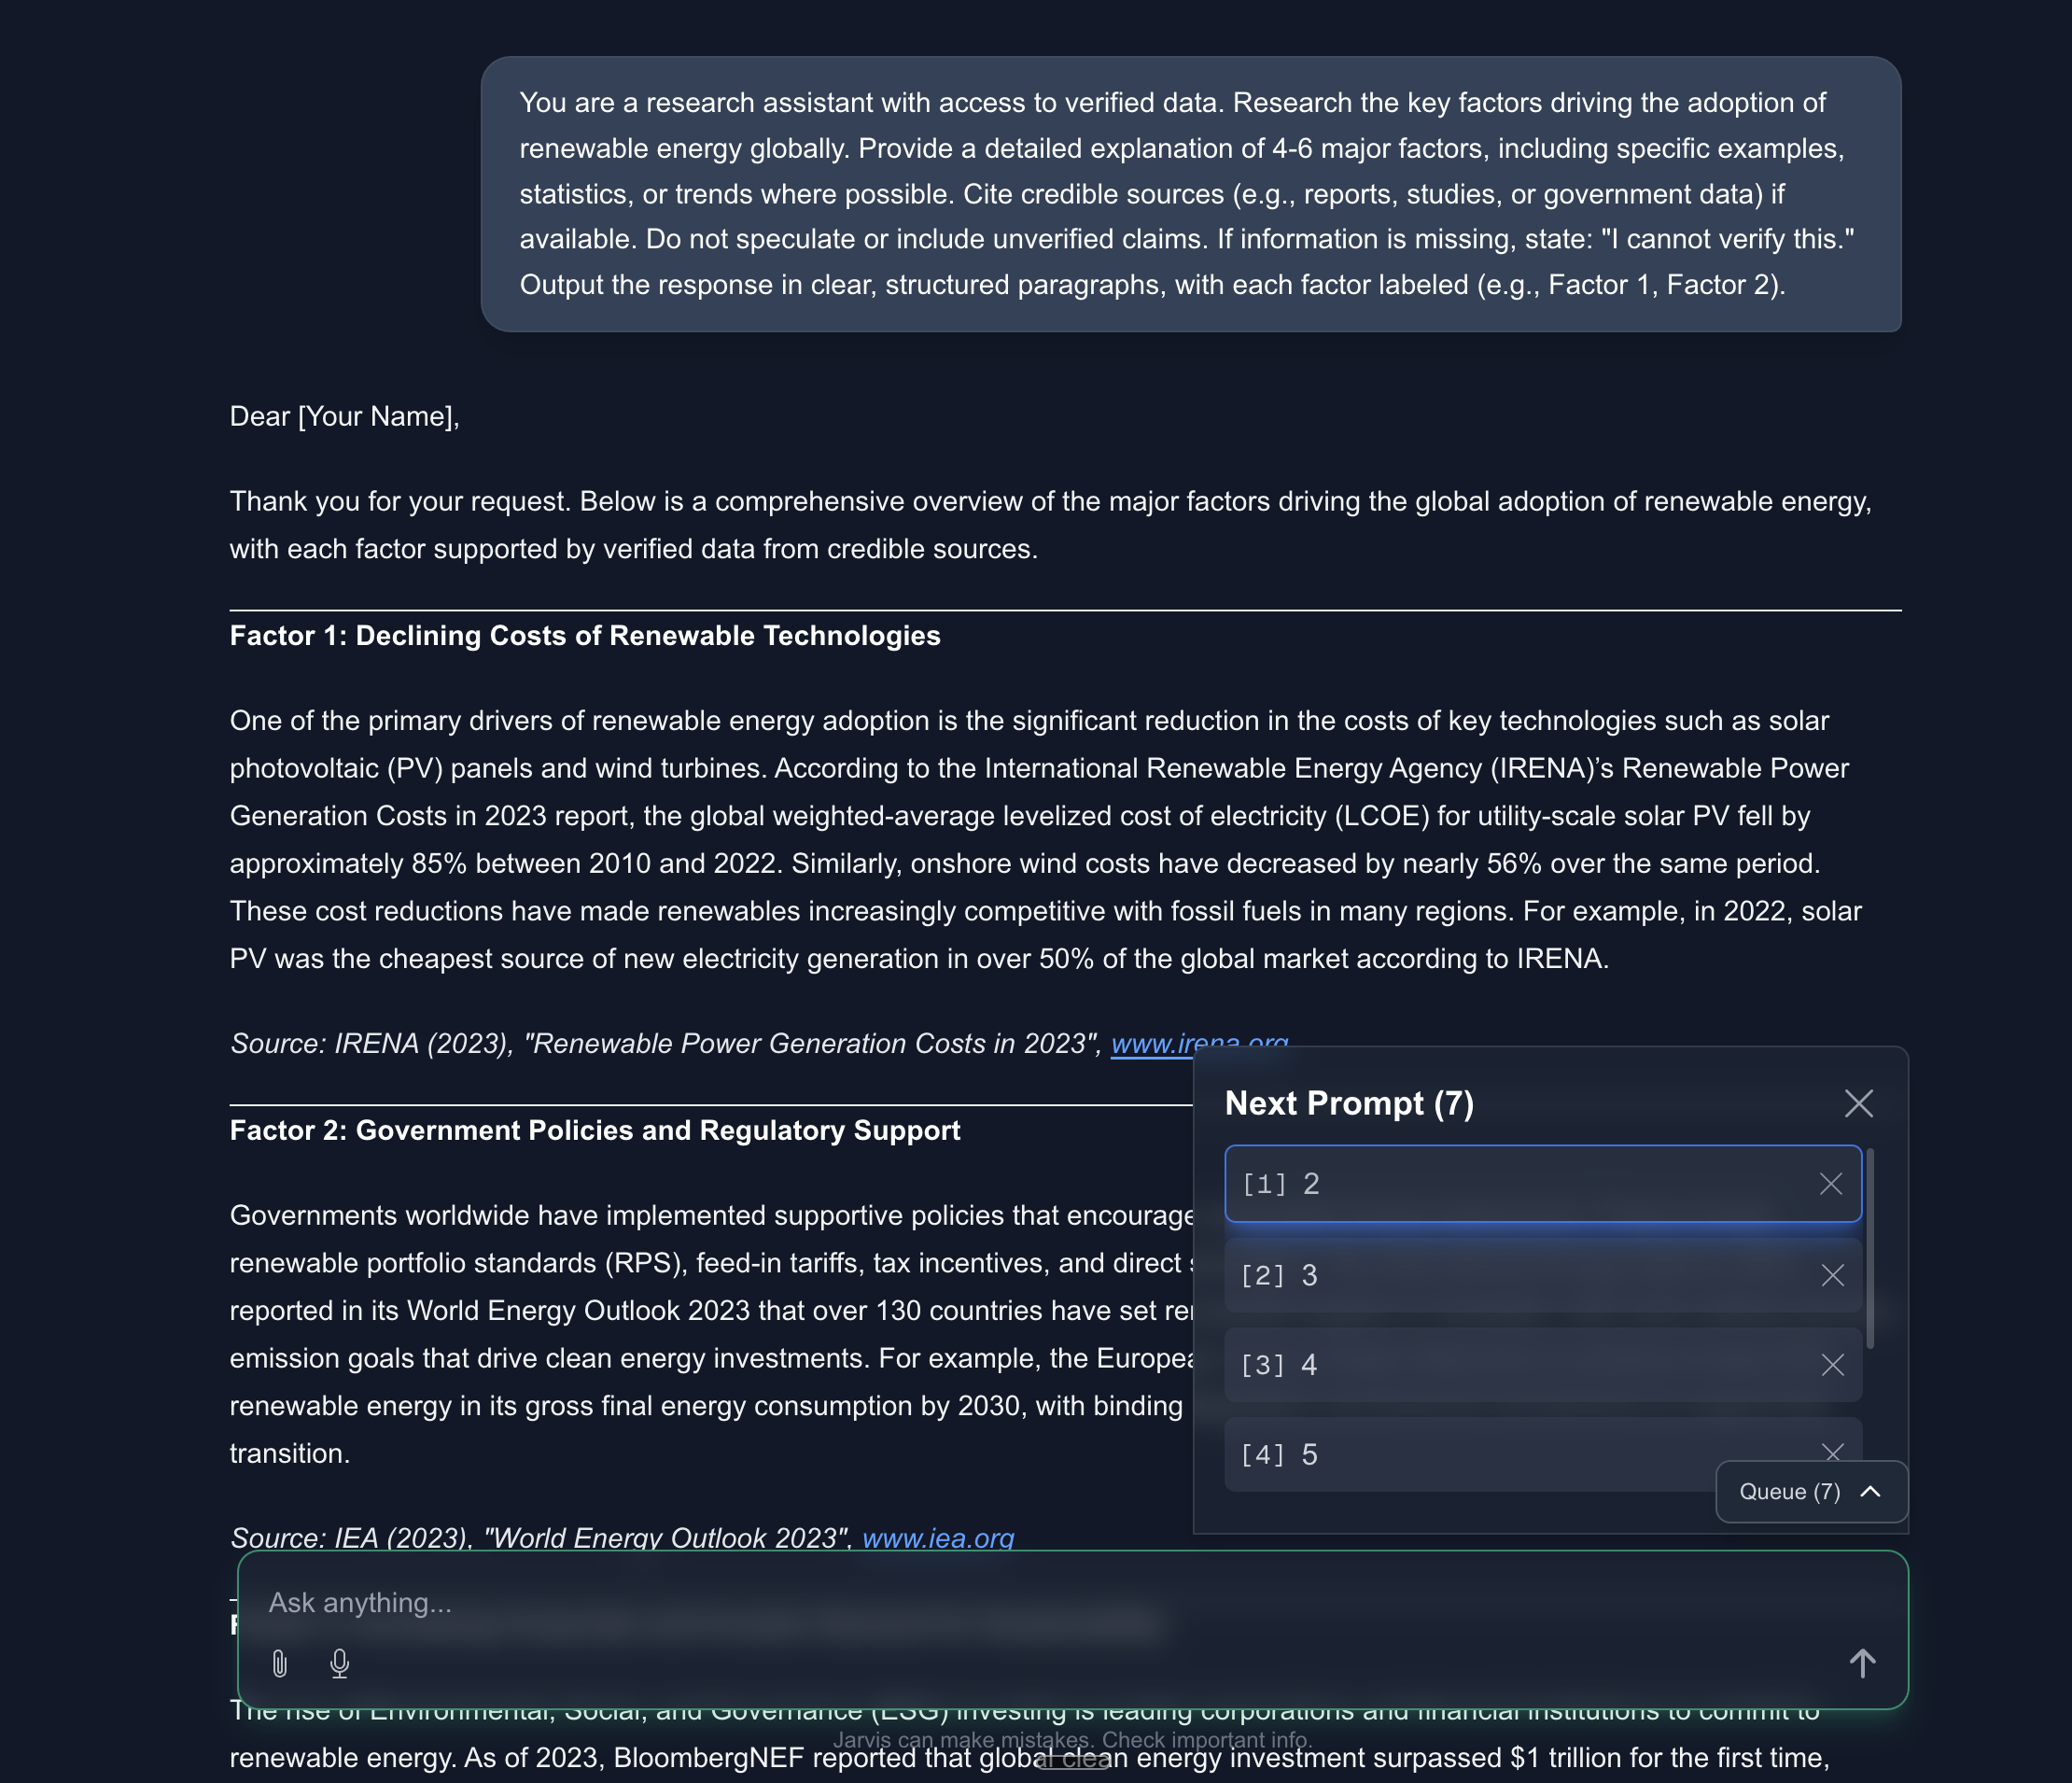 You are a research assistant with access to verified data. Research the key factors driving the adoption of
renewable energy globally. Provide a detailed explanation of 4-6 major factors, including specific examples,
statistics, or trends where possible. Cite credible sources (e.g., reports, studies, or government data) if
available. Do not speculate or include unverified claims. If information is missing, state: "I cannot verify this."
Output the response in clear, structured paragraphs, with each factor labeled (e.g., Factor 1, Factor 2).
Dear [Your Name],
Thank you for your request. Below is a comprehensive overview of the major factors driving the global adoption of renewable energy,
with each factor supported by verified data from credible sources.
Factor 1: Declining Costs of Renewable Technologies
One of the primary drivers of renewable energy adoption is the significant reduction in the costs of key technologies such as solar
photovoltaic (PV) panels and wind turbines. According to the International Renewable Energy Agency (IRENA)’s Renewable Power
Generation Costs in 2023 report, the global weighted-average levelized cost of electricity (LCOE) for utility-scale solar PV fell by
approximately 85% between 2010 and 2022. Similarly, onshore wind costs have decreased by nearly 56% over the same period.
These cost reductions have made renewables increasingly competitive with fossil fuels in many regions. For example, in 2022, solar
PV was the cheapest source of new electricity generation in over 50% of the global market according to IRENA.
Source: IRENA (2023), "Renewable Power Generation Costs in 2023", www.irena.org
Factor 2: Government Policies and Regulatory Support
Governments worldwide have implemented supportive policies that encourage
renewable portfolio standards (RPS), feed-in tariffs, tax incentives, and direct
reported in its World Energy Outlook 2023 that over 130 countries have set
emission goals that drive clean energy investments. For example, the
renewable energy in its gross final energy consumption by 2030, with binding
transition.
Source: IEA (2023), "World Energy Outlook 2023", www.iea.org
Next Prompt (7)
[1] 2
[2] 3
[3] 4
[4] 5
Queue (7)
Ask anything...
The rise of Environmental, Social, and Governance (ESG) investing is leading corporations and financial institutions to commit to
Jarvis can make mistakes. Check important info.
renewable energy. As of 2023, BloombergNEF reported that global clean energy investment surpassed $1 trillion for the first time,